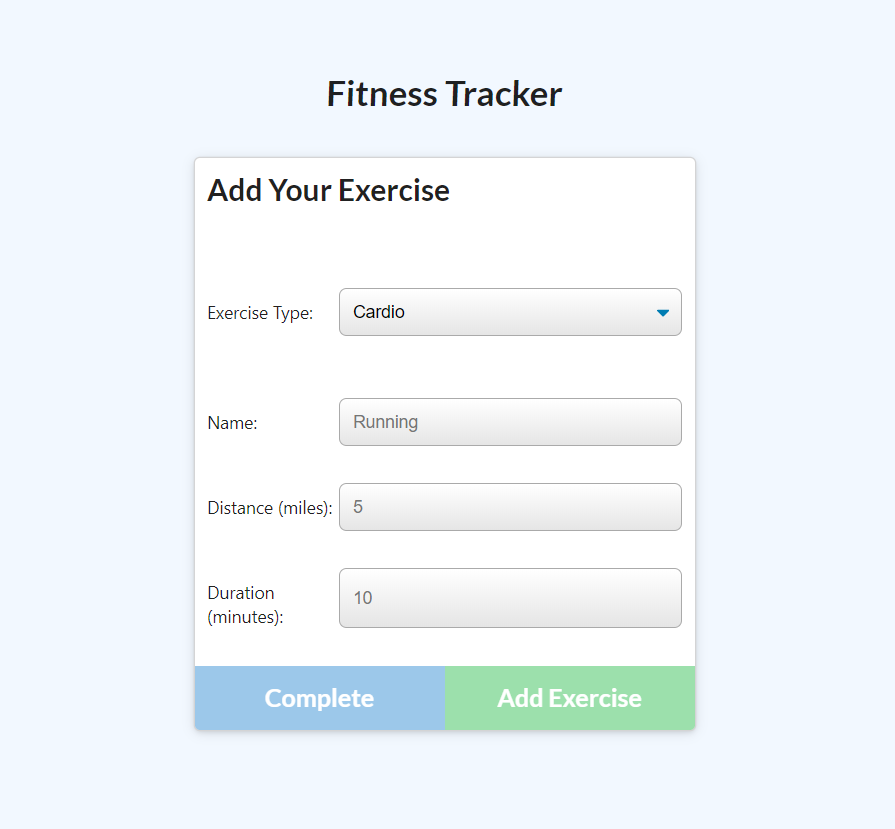 Fitness Tracker
Add Your Exercise
Exercise Type: Cardio
Name: Running
Distance (miles): 5
Duration
(minutes): 10
Complete Add Exercise